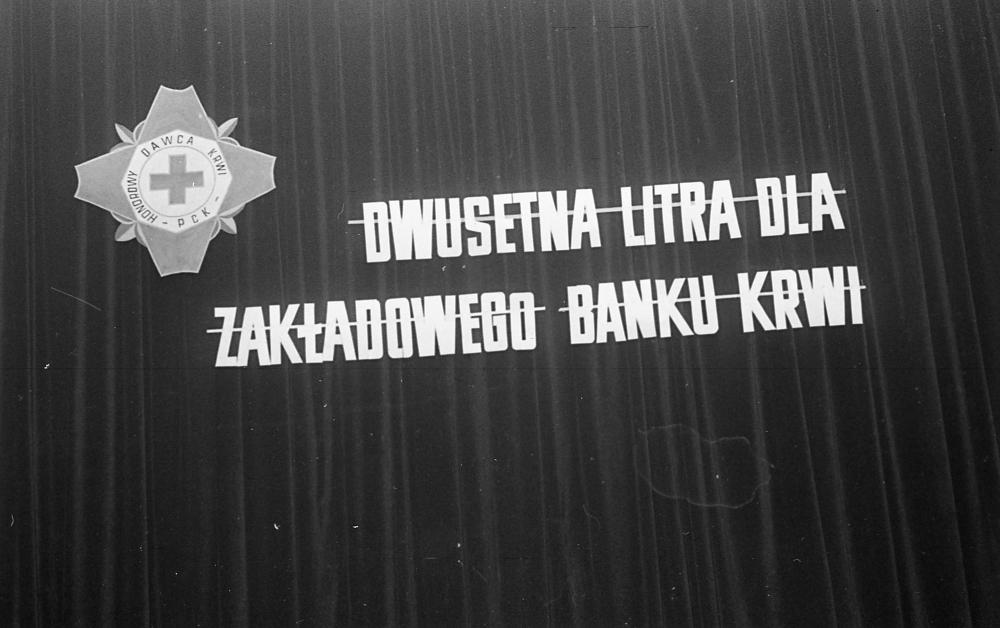 HONOROWY DAWCA KRWI
- PCK -
DWUSETNA LITRA DLA
ZAKŁADOWEGO BANKU KRWI